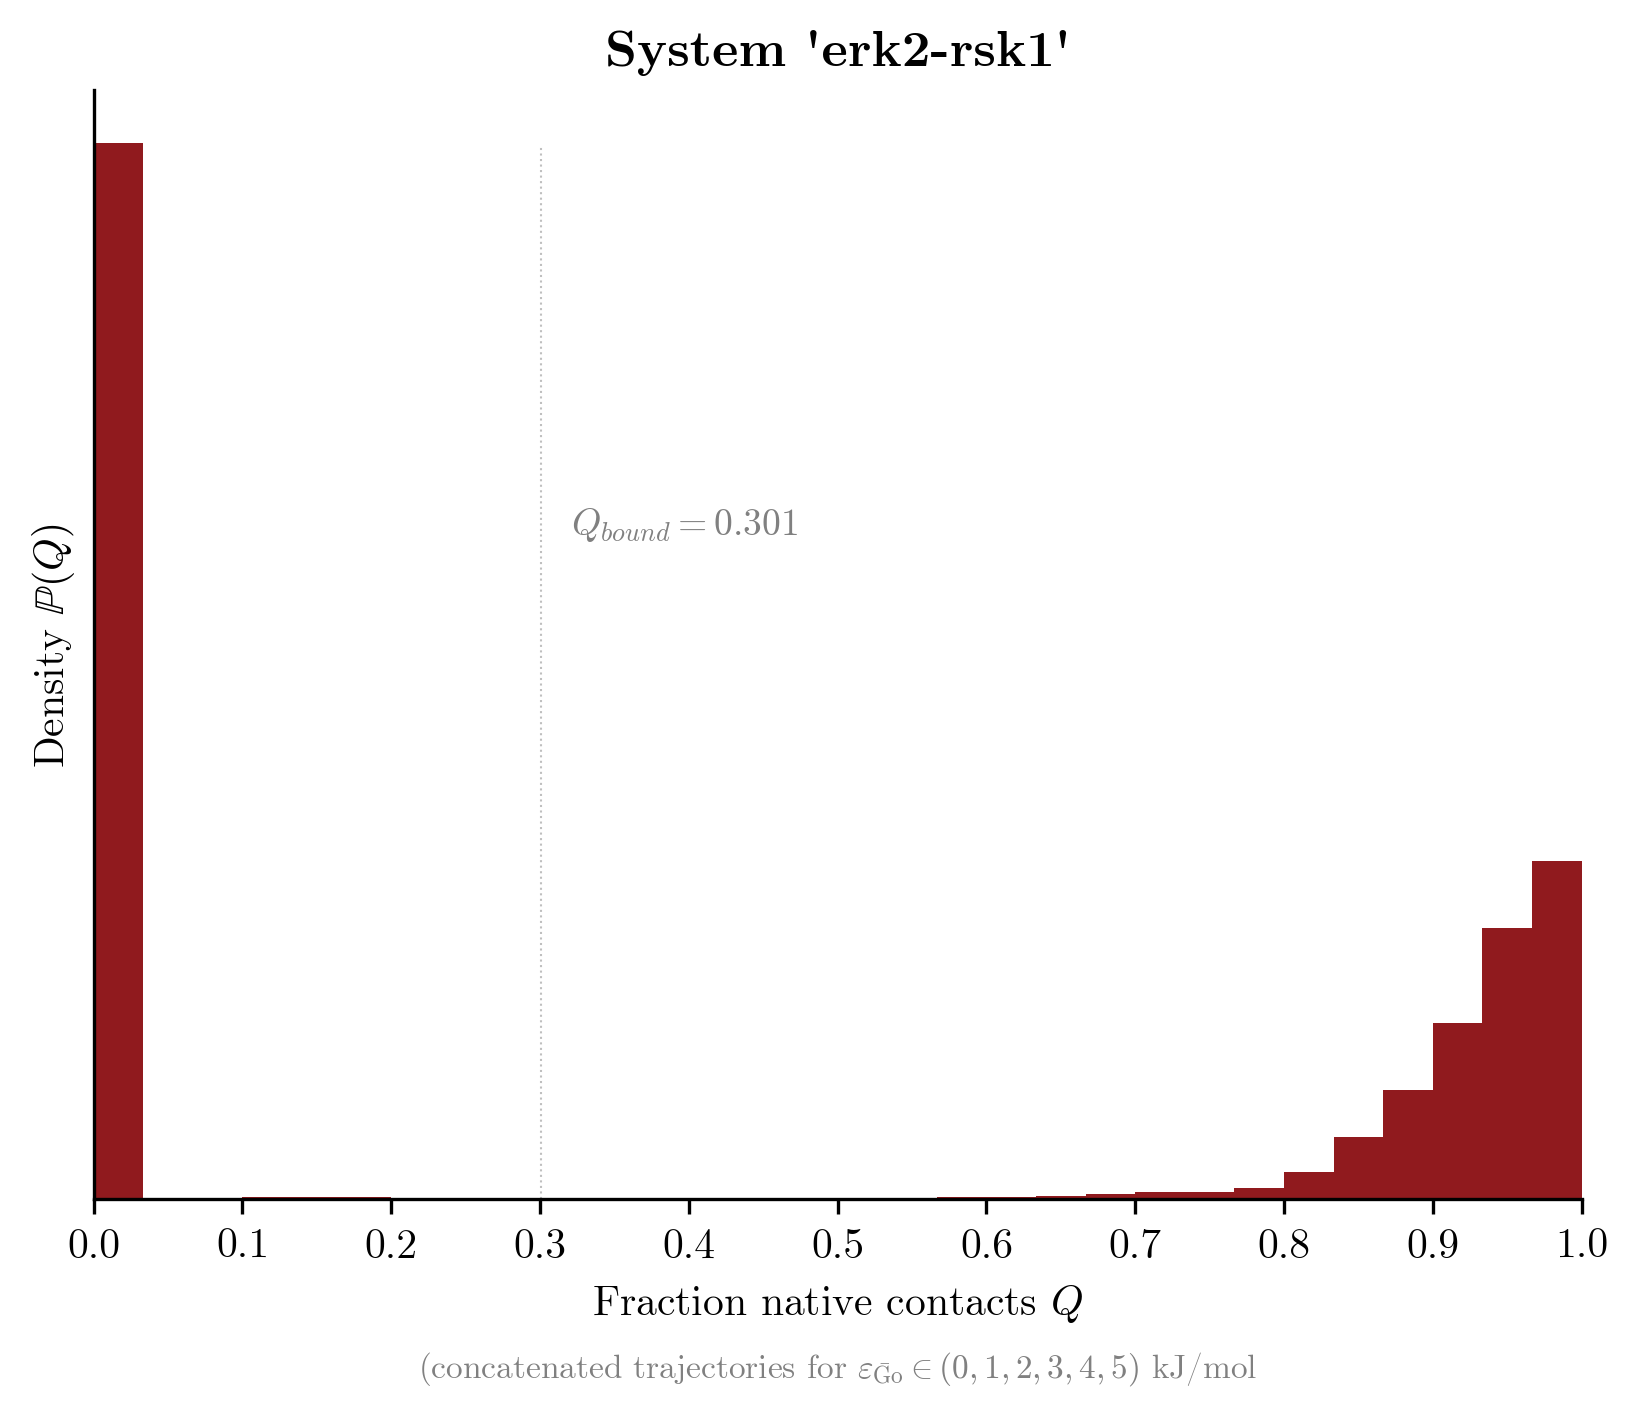 System 'erk2-rsk1'
Density ℙ(Q)
Q_bound = 0.301
0.0 0.1 0.2 0.3 0.4 0.5 0.6 0.7 0.8 0.9 1.0
Fraction native contacts Q
(concatenated trajectories for ε_Ḡo ∈ (0, 1, 2, 3, 4, 5) kJ/mol